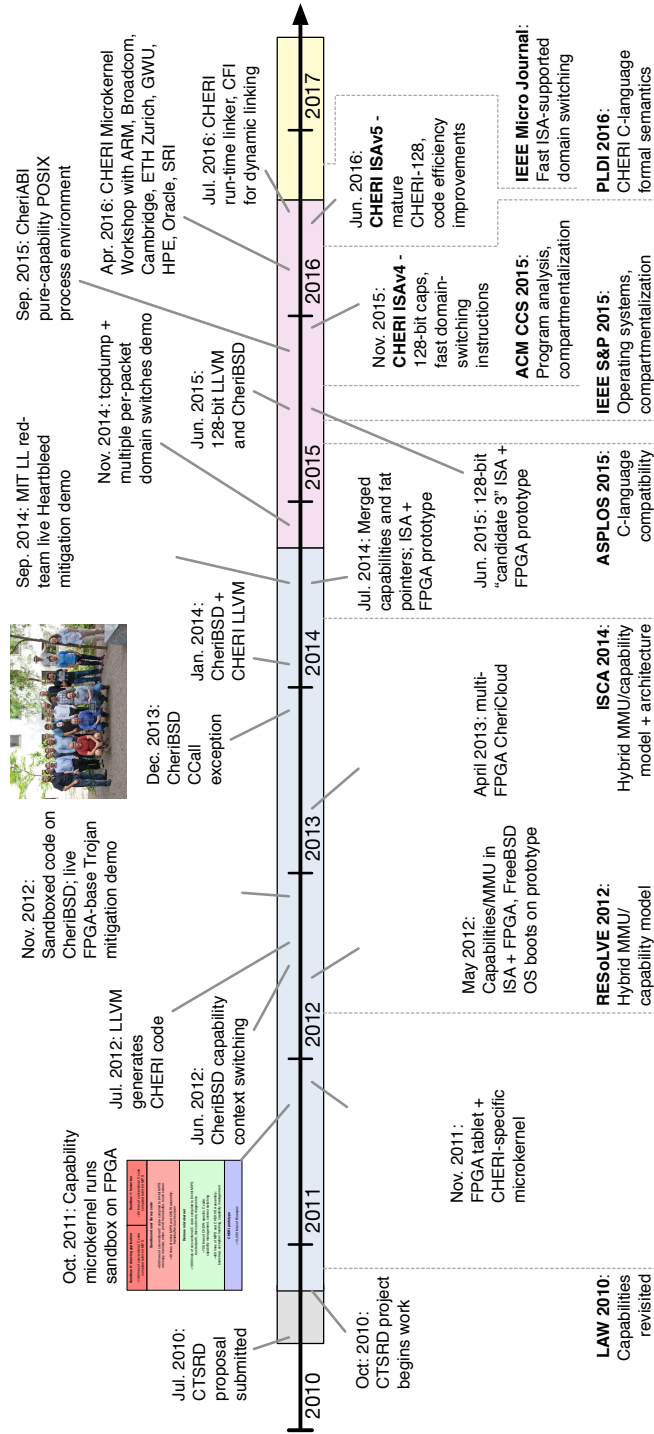 Jul. 2010:
CTSRD
proposal
submitted
Oct. 2011: Capability
microkernel runs
sandbox on FPGA
Jun. 2012:
CheriBSD capability
context switching
Jul. 2012: LLVM
generates
CHERI code
Nov. 2012:
Sandboxed code on
CheriBSD; live
FPGA-base Trojan
mitigation demo
Dec. 2013:
CheriBSD
CCall
exception
Jan. 2014:
CheriBSD +
CHERI LLVM
Sep. 2014: MIT LL red-
team live Heartbleed
mitigation demo
Nov. 2014: tcpdump +
multiple per-packet
domain switches demo
Jun. 2015:
128-bit LLVM
and CheriBSD
Sep. 2015: CheriABI
pure-capability POSIX
process environment
Apr. 2016: CHERI Microkernel
Workshop with ARM, Broadcom,
Cambridge, ETH Zurich, GWU,
HPE, Oracle, SRI
Jul. 2016: CHERI
run-time linker, CFI
for dynamic linking
2010
2011
2012
2013
2014
2015
2016
2017
Oct. 2010:
CTSRD project
begins work
Nov. 2011:
FPGA tablet +
CHERI-specific
microkernel
May 2012:
Capabilities/MMU in
ISA + FPGA, FreeBSD
OS boots on prototype
April 2013: multi-
FPGA CheriCloud
Jul. 2014: Merged
capabilities and fat
pointers; ISA +
FPGA prototype
Jun. 2015: 128-bit
“candidate 3” ISA +
FPGA prototype
Nov. 2015:
CHERI ISAv4 -
128-bit caps,
fast domain-
switching
instructions
Jun. 2016:
CHERI ISAv5 -
mature
CHERI-128,
code efficiency
improvements
LAW 2010:
Capabilities
revisited
RESoLVE 2012:
Hybrid MMU/
capability model
ISCA 2014:
Hybrid MMU/capability
model + architecture
ASPLOS 2015:
C-language
compatibility
IEEE S&P 2015:
Operating systems,
compartmentalization
ACM CCS 2015:
Program analysis,
compartmentalization
PLDI 2016:
CHERI C-language
formal semantics
IEEE Micro Journal:
Fast ISA-supported
domain switching